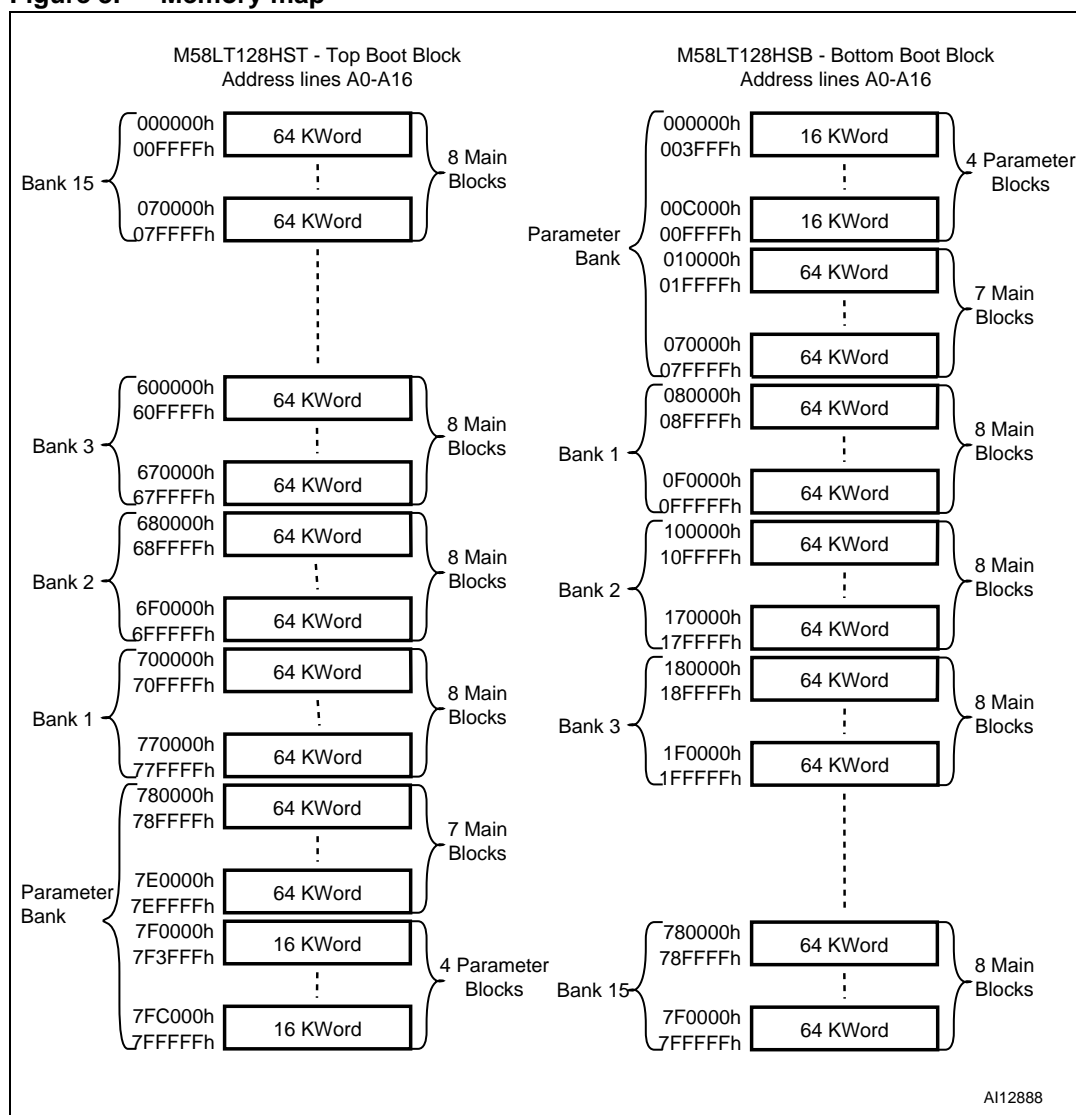 Figure 3. Memory map
M58LT128HST - Top Boot Block
Address lines A0-A16
Bank 15
000000h
00FFFFh
64 KWord
070000h
07FFFFh
64 KWord
8 Main
Blocks
Bank 3
600000h
60FFFFh
64 KWord
670000h
67FFFFh
64 KWord
8 Main
Blocks
Bank 2
680000h
68FFFFh
64 KWord
6F0000h
6FFFFFh
64 KWord
8 Main
Blocks
Bank 1
700000h
70FFFFh
64 KWord
770000h
77FFFFh
64 KWord
8 Main
Blocks
Parameter
Bank
780000h
78FFFFh
64 KWord
7E0000h
7EFFFFh
64 KWord
7 Main
Blocks
7F0000h
7F3FFFh
16 KWord
7FC000h
7FFFFFh
16 KWord
4 Parameter
Blocks
M58LT128HSB - Bottom Boot Block
Address lines A0-A16
Parameter
Bank
000000h
003FFFh
16 KWord
00C000h
00FFFFh
16 KWord
4 Parameter
Blocks
010000h
01FFFFh
64 KWord
070000h
07FFFFh
64 KWord
7 Main
Blocks
Bank 1
080000h
08FFFFh
64 KWord
0F0000h
0FFFFFh
64 KWord
8 Main
Blocks
Bank 2
100000h
10FFFFh
64 KWord
170000h
17FFFFh
64 KWord
8 Main
Blocks
Bank 3
180000h
18FFFFh
64 KWord
1F0000h
1FFFFFh
64 KWord
8 Main
Blocks
Bank 15
780000h
78FFFFh
64 KWord
7F0000h
7FFFFFh
64 KWord
8 Main
Blocks
AI12888